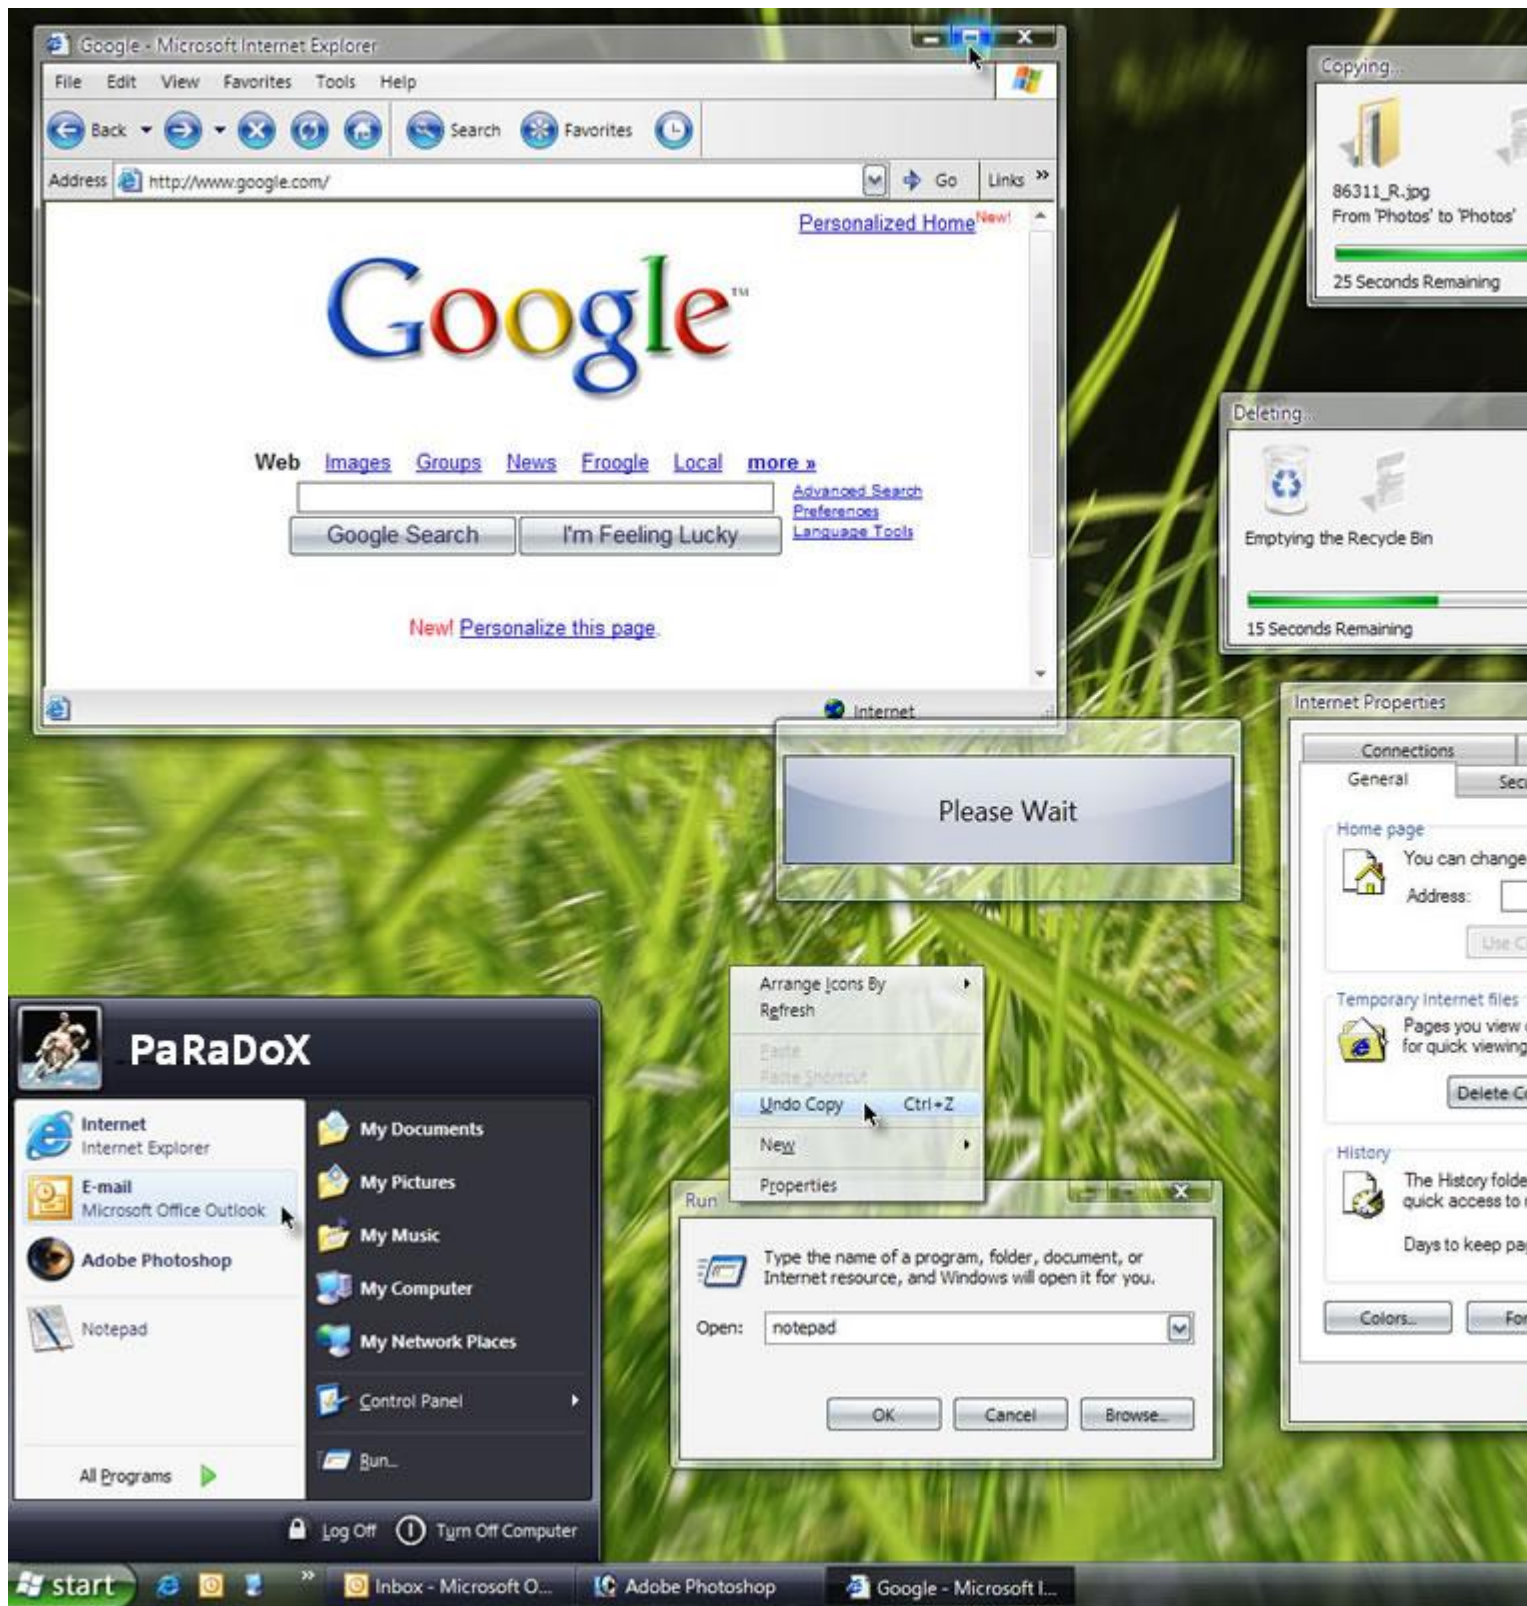 Google - Microsoft Internet Explorer
File Edit View Favorites Tools Help
Back Search Favorites
Address http://www.google.com/ Go Links »
Personalized Home New!
Google™
Web Images Groups News Froogle Local more »
Advanced Search
Preferences
Language Tools
Google Search I'm Feeling Lucky
New! Personalize this page.
Internet
Copying...
86311_R.jpg
From 'Photos' to 'Photos'
25 Seconds Remaining
Deleting...
Emptying the Recycle Bin
15 Seconds Remaining
Please Wait
Internet Properties
Connections
General Secu
Home page
You can change
Address:
Use C
Temporary Internet files
Pages you view
for quick viewing
Delete Co
History
The History folde
quick access to
Days to keep pa
Colors... For
Arrange Icons By
Refresh
Paste
Paste Shortcut
Undo Copy Ctrl+Z
New
Properties
Run
Type the name of a program, folder, document, or
Internet resource, and Windows will open it for you.
Open: notepad
OK Cancel Browse...
PaRaDoX
Internet
Internet Explorer
E-mail
Microsoft Office Outlook
Adobe Photoshop
Notepad
All Programs
My Documents
My Pictures
My Music
My Computer
My Network Places
Control Panel
Run...
Log Off Turn Off Computer
start » Inbox - Microsoft O... Adobe Photoshop Google - Microsoft I...